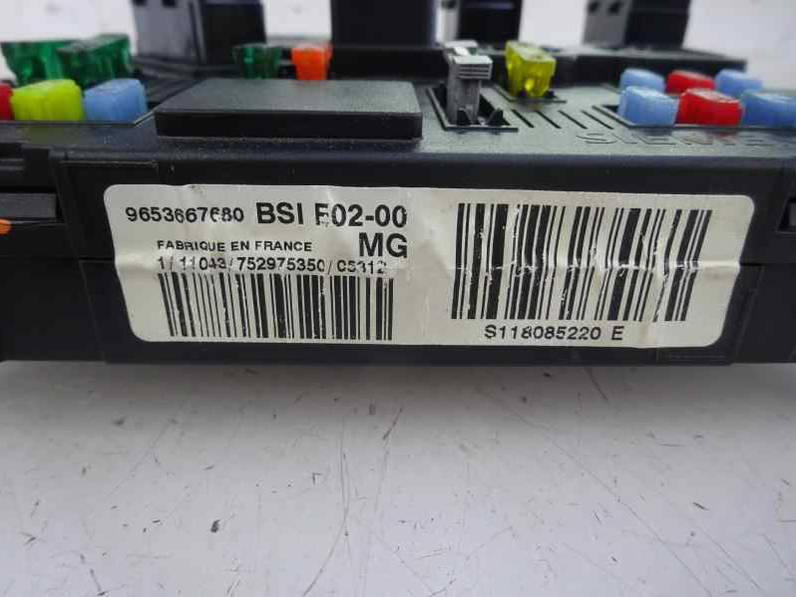 9653667680 BSI E02-00
FABRIQUE EN FRANCE MG
1/11043/752975350/05312
S118085220 E